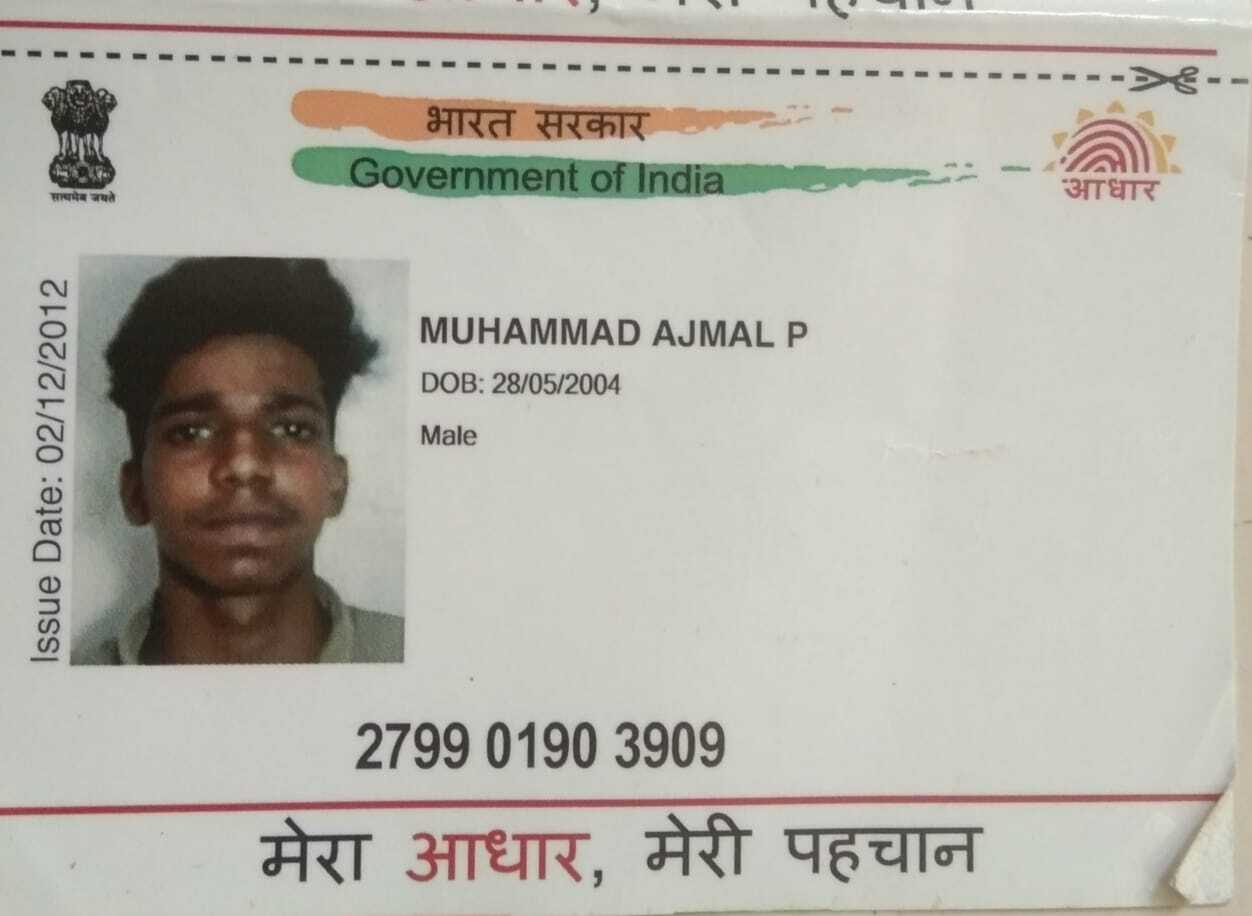 भारत सरकार
Government of India
सत्यमेव जयते
आधार
Issue Date: 02/12/2012
MUHAMMAD AJMAL P
DOB: 28/05/2004
Male
2799 0190 3909
मेरा आधार, मेरी पहचान